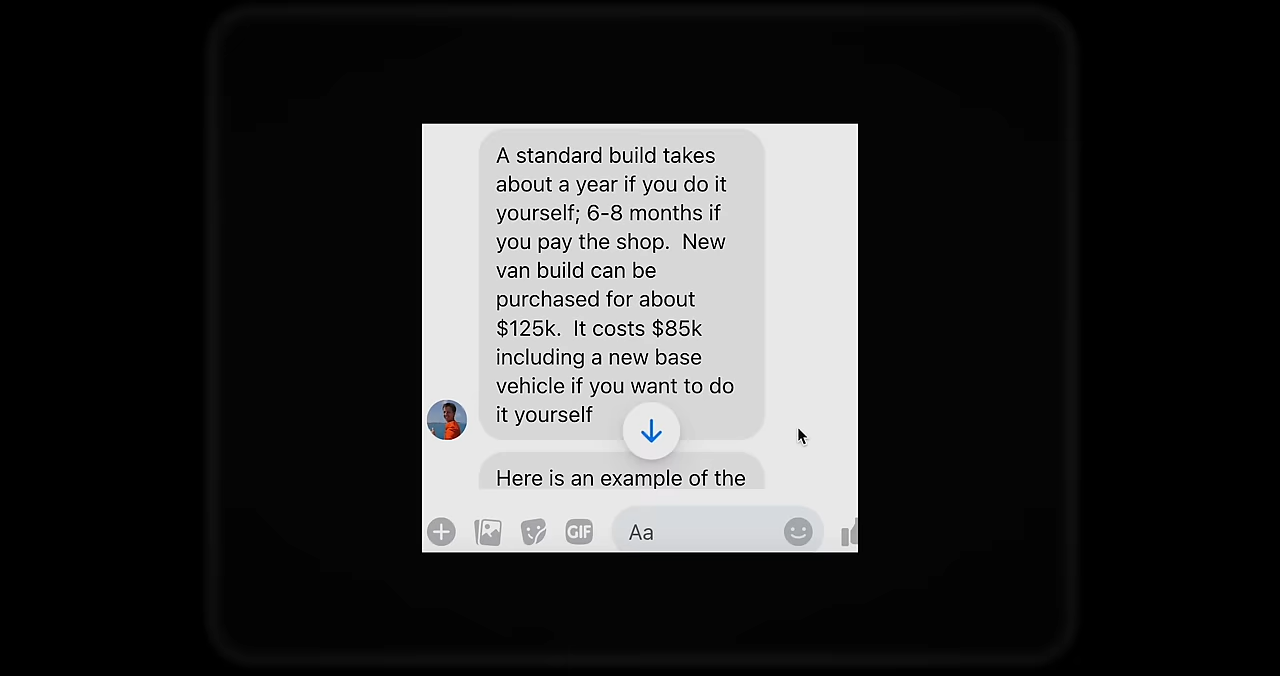 A standard build takes
about a year if you do it
yourself; 6-8 months if
you pay the shop.  New
van build can be
purchased for about
$125k.  It costs $85k
including a new base
vehicle if you want to do
it yourself
Here is an example of the
GIF
Aa